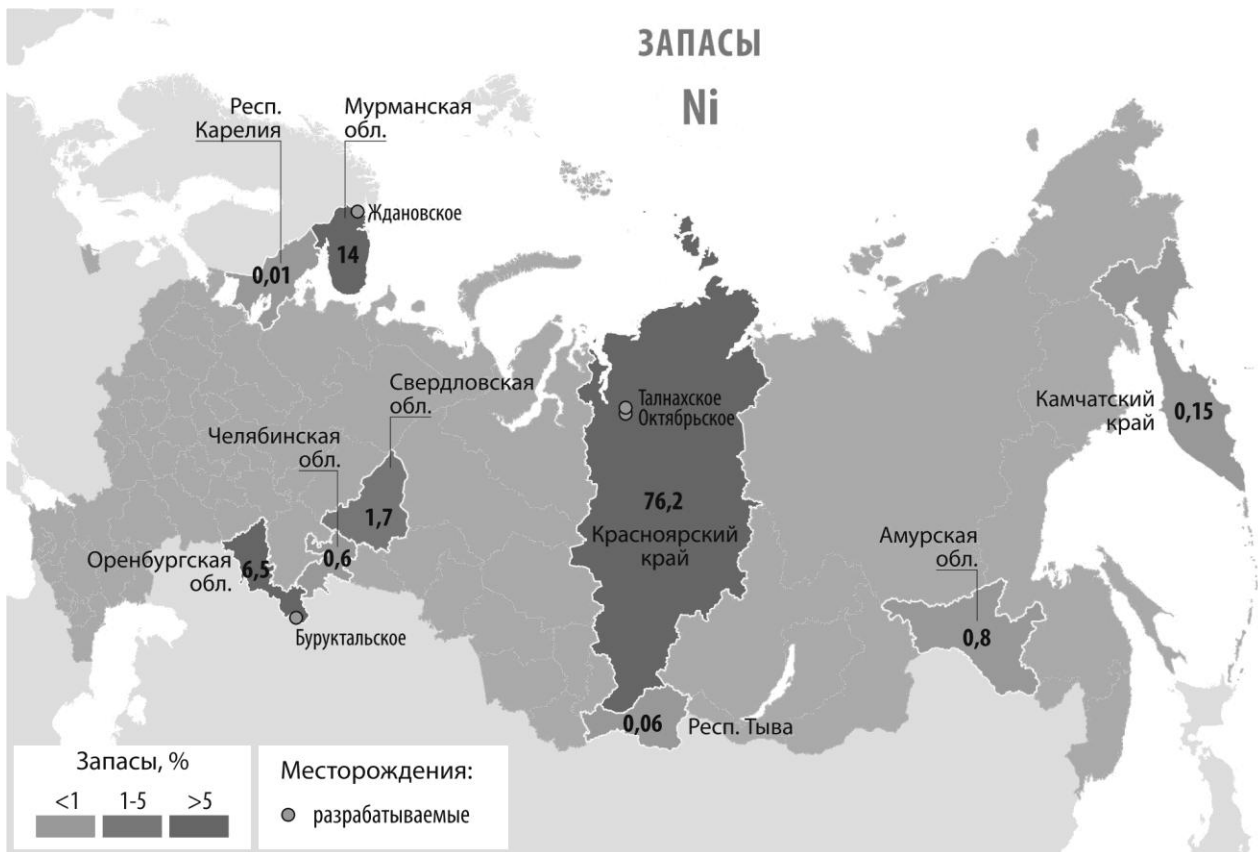 ЗАПАСЫ
Ni
Респ.
Карелия
Мурманская
обл.
Ждановское
14
0,01
Свердловская
обл.
Челябинская
обл.
1,7
0,6
Оренбургская
обл.
6,5
Буруктальское
Талнахское
Октябрьское
76,2
Красноярский
край
Камчатский
край
0,15
Амурская
обл.
0,8
0,06
Респ. Тыва
Запасы, %
<1 1-5 >5
Месторождения:
разрабатываемые